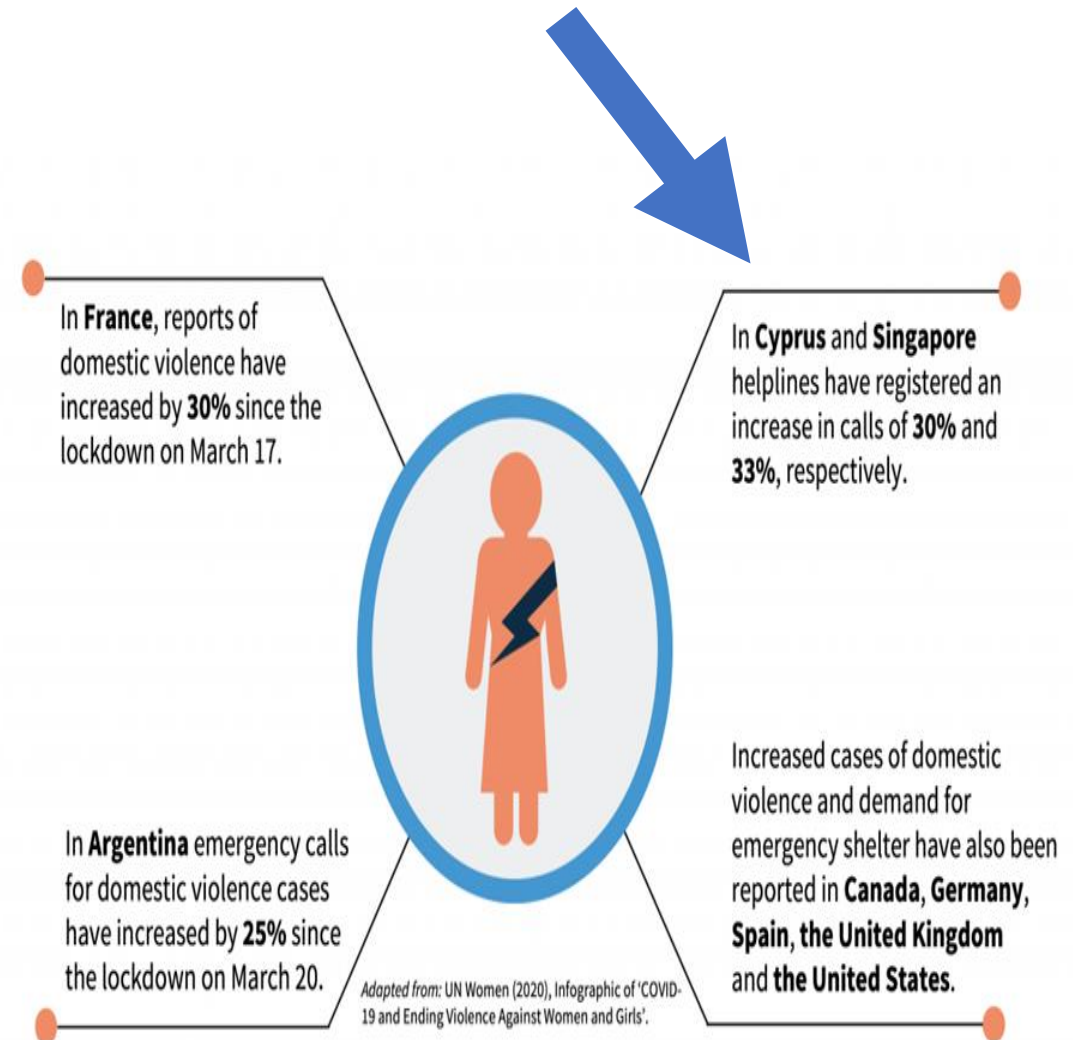 In France, reports of
domestic violence have
increased by 30% since the
lockdown on March 17.
In Cyprus and Singapore
helplines have registered an
increase in calls of 30% and
33%, respectively.
In Argentina emergency calls
for domestic violence cases
have increased by 25% since
the lockdown on March 20.
Increased cases of domestic
violence and demand for
emergency shelter have also been
reported in Canada, Germany,
Spain, the United Kingdom
and the United States.
Adapted from: UN Women (2020), Infographic of ‘COVID-
19 and Ending Violence Against Women and Girls’.